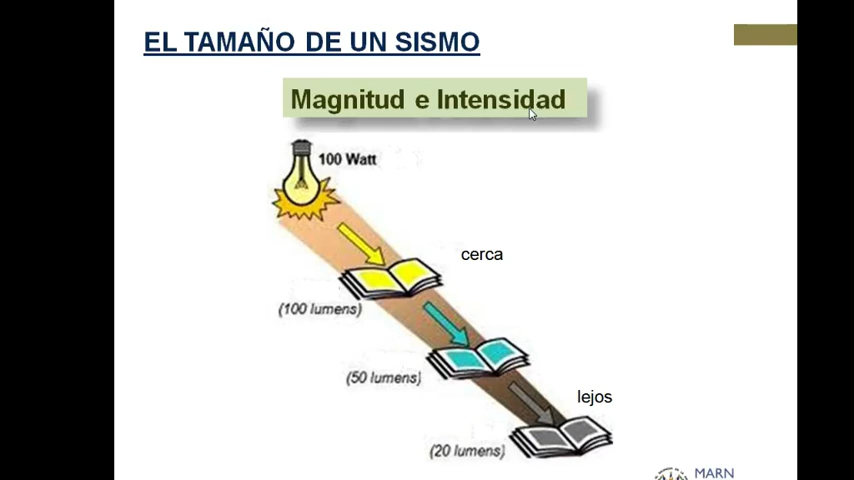 EL TAMAÑO DE UN SISMO
Magnitud e Intensidad
100 Watt
cerca
(100 lumens)
(50 lumens)
lejos
(20 lumens)
MARN